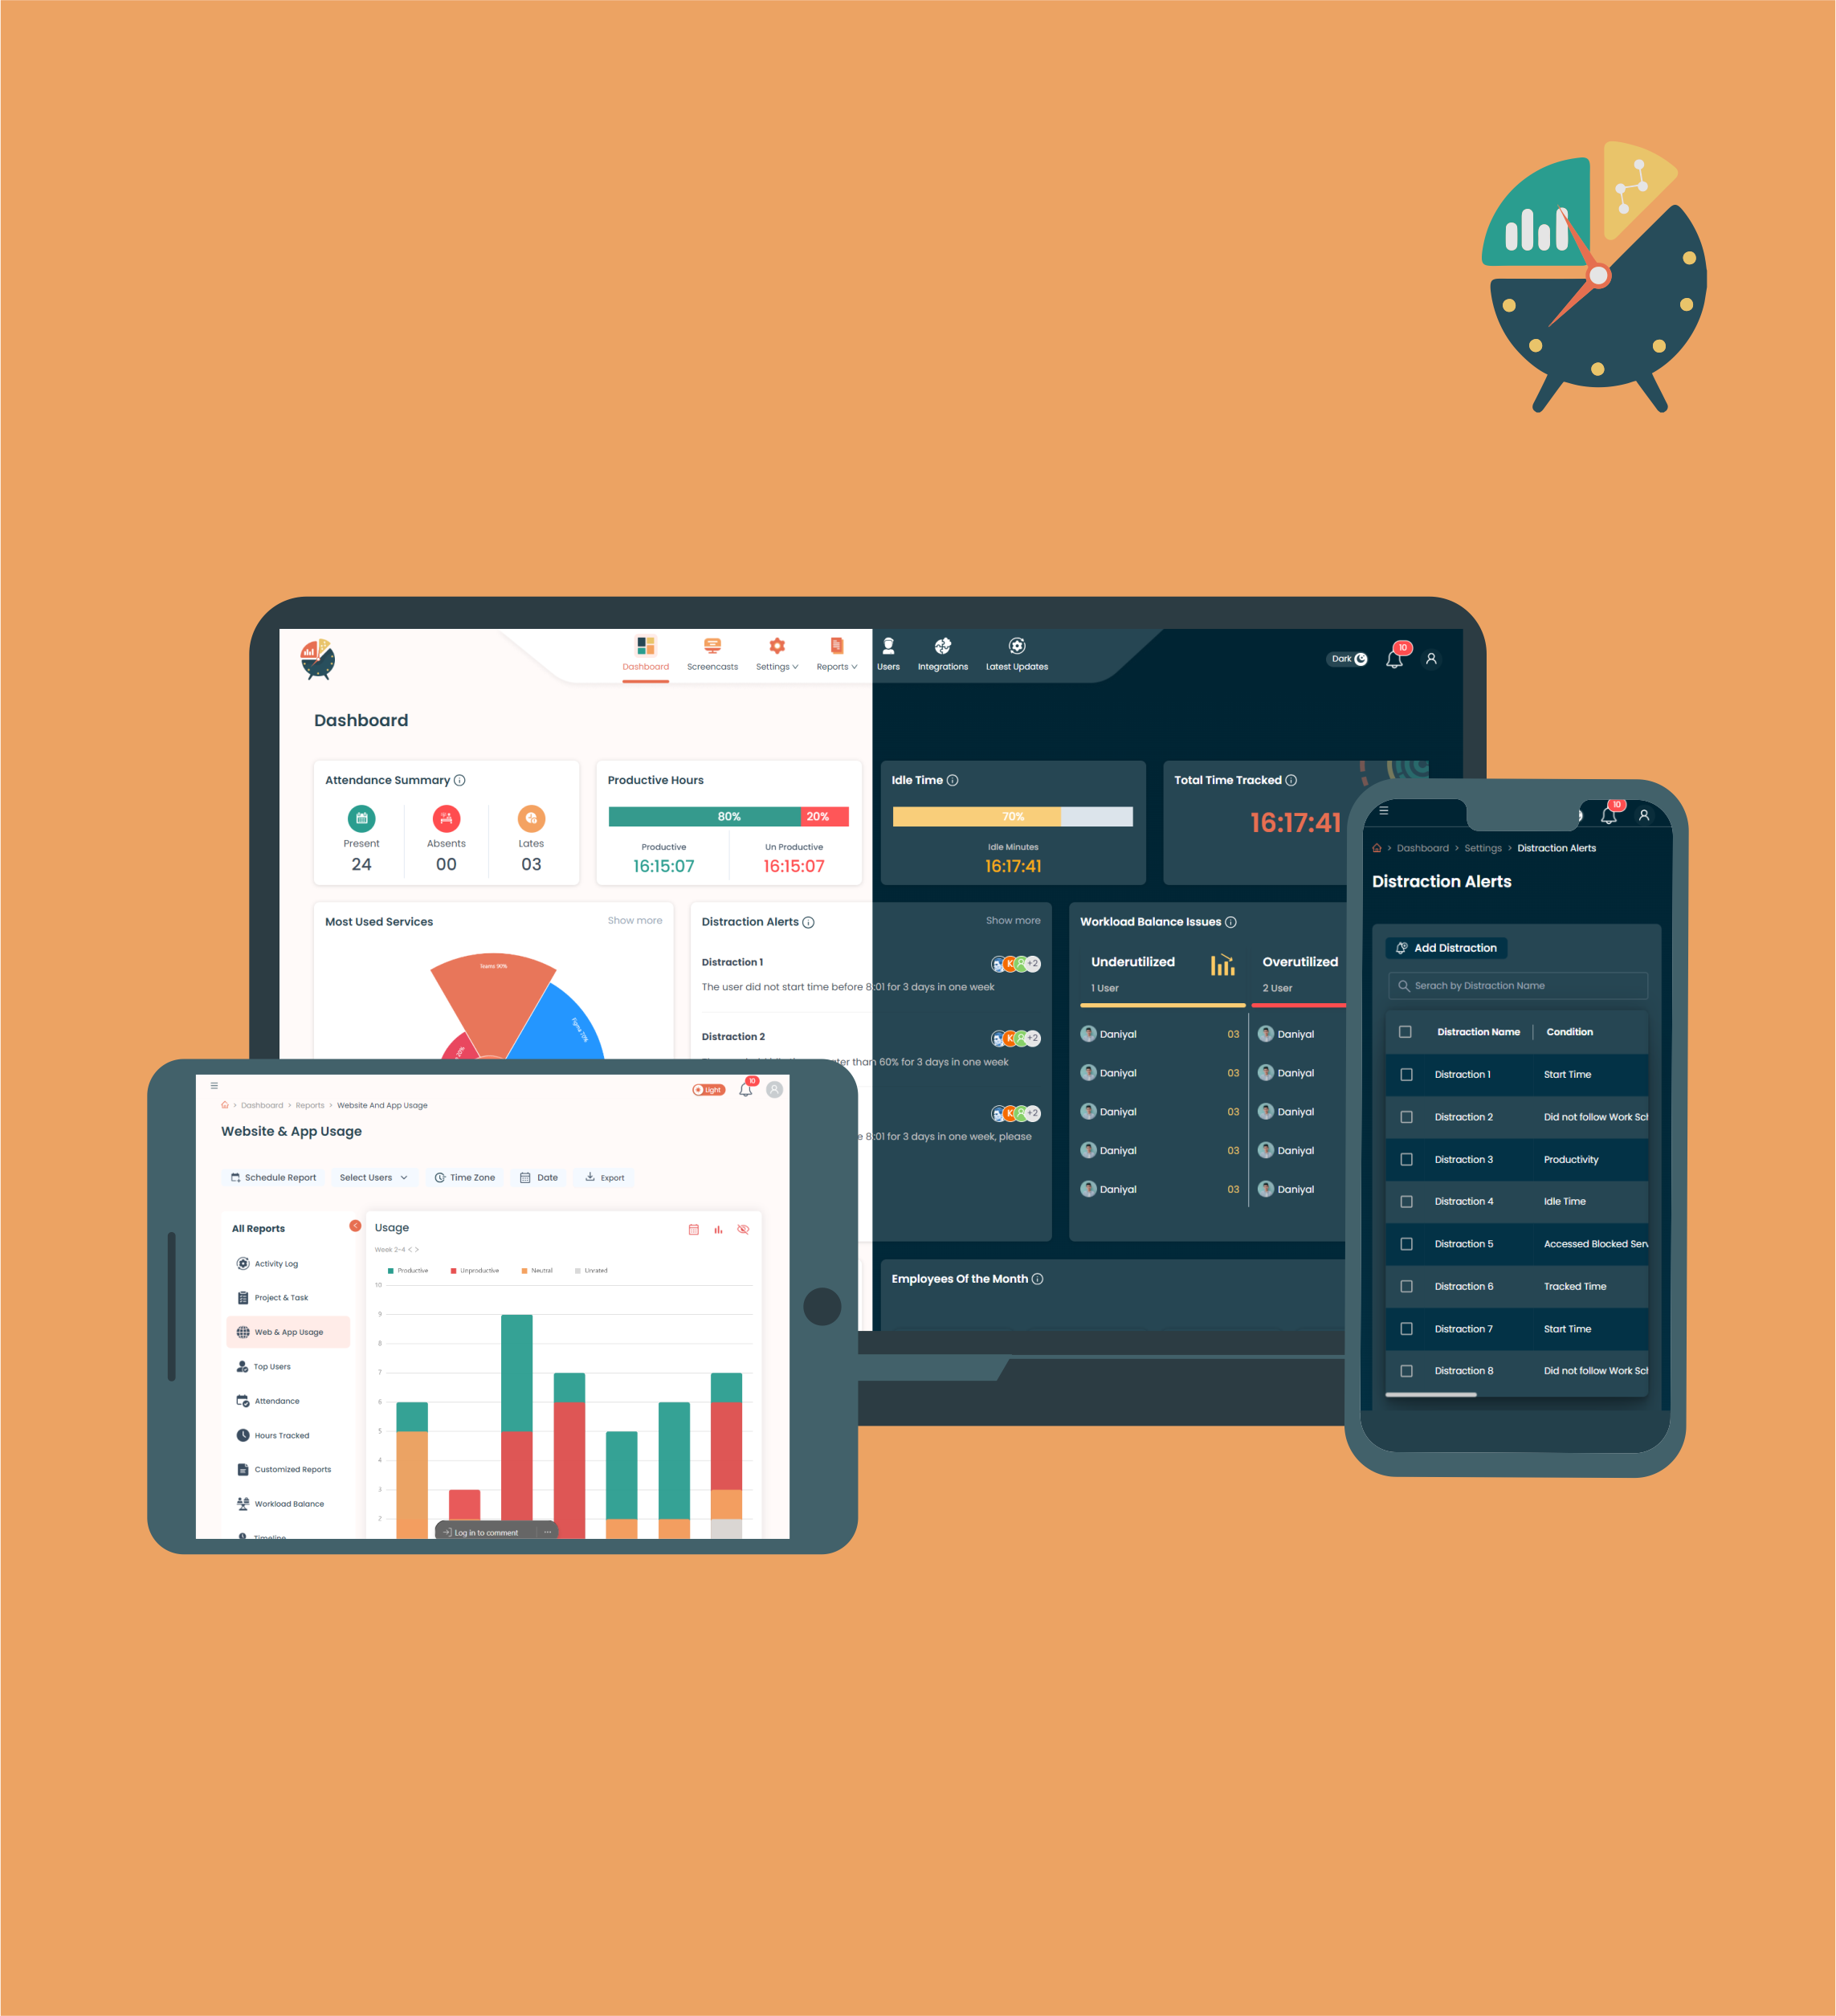 Dashboard
Screencasts
Settings
Reports
Users
Integrations
Latest Updates
Dark
10
Dashboard
Attendance Summary
Present
24
Absents
00
Lates
03
Productive Hours
80%
20%
Productive
16:15:07
Un Productive
16:15:07
Idle Time
70%
Idle Minutes
16:17:41
Total Time Tracked
16:17:41
Most Used Services
Show more
Teams 90%
Figma 70%
20%
Distraction Alerts
Show more
Distraction 1
K
+2
The user did not start time before 8:01 for 3 days in one week
Distraction 2
K
+2
than 60% for 3 days in one week
K
+2
8:01 for 3 days in one week, please
Workload Balance Issues
Underutilized
1 User
Overutilized
2 User
Daniyal 03 Daniyal
Daniyal 03 Daniyal
Daniyal 03 Daniyal
Daniyal 03 Daniyal
Daniyal 03 Daniyal
Employees Of the Month
Light
10
Dashboard > Reports > Website And App Usage
Website & App Usage
Schedule Report
Select Users
Time Zone
Date
Export
All Reports
Activity Log
Project & Task
Web & App Usage
Top Users
Attendance
Hours Tracked
Customized Reports
Workload Balance
Timeline
Usage
Week 2-4 < >
Productive
Unproductive
Neutral
Unrated
10
9
8
7
6
5
4
3
2
Log in to comment
10
> Dashboard > Settings > Distraction Alerts
Distraction Alerts
Add Distraction
Serach by Distraction Name
Distraction Name Condition
Distraction 1 Start Time
Distraction 2 Did not follow Work Sch
Distraction 3 Productivity
Distraction 4 Idle Time
Distraction 5 Accessed Blocked Serv
Distraction 6 Tracked Time
Distraction 7 Start Time
Distraction 8 Did not follow Work Sch